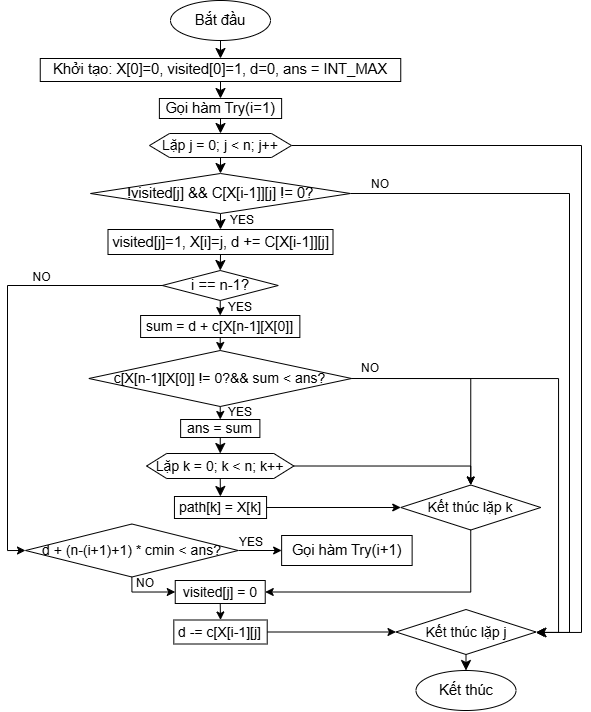 Bắt đầu
Khởi tạo: X[0]=0, visited[0]=1, d=0, ans = INT_MAX
Gọi hàm Try(i=1)
Lặp j = 0; j < n; j++
!visited[j] && C[X[i-1]][j] != 0?
NO
YES
visited[j]=1, X[i]=j, d += C[X[i-1]][j]
i == n-1?
NO
YES
sum = d + c[X[n-1][X[0]]
c[X[n-1][X[0]] != 0?&& sum < ans?
NO
YES
ans = sum
Lặp k = 0; k < n; k++
path[k] = X[k]
Kết thúc lặp k
d + (n-(i+1)+1) * cmin < ans?
YES
Gọi hàm Try(i+1)
NO
visited[j] = 0
d -= c[X[i-1][j]
Kết thúc lặp j
Kết thúc